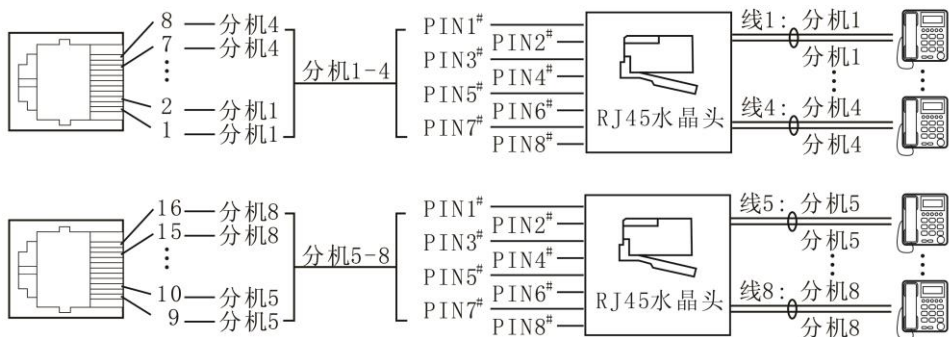 8 分机4
7 分机4
2 分机1
1 分机1
分机1-4
PIN1#
PIN2#
PIN3#
PIN4#
PIN5#
PIN6#
PIN7#
PIN8#
RJ45水晶头
线1: 分机1
分机1
线4: 分机4
分机4
16 分机8
15 分机8
10 分机5
9 分机5
分机5-8
PIN1#
PIN2#
PIN3#
PIN4#
PIN5#
PIN6#
PIN7#
PIN8#
RJ45水晶头
线5: 分机5
分机5
线8: 分机8
分机8